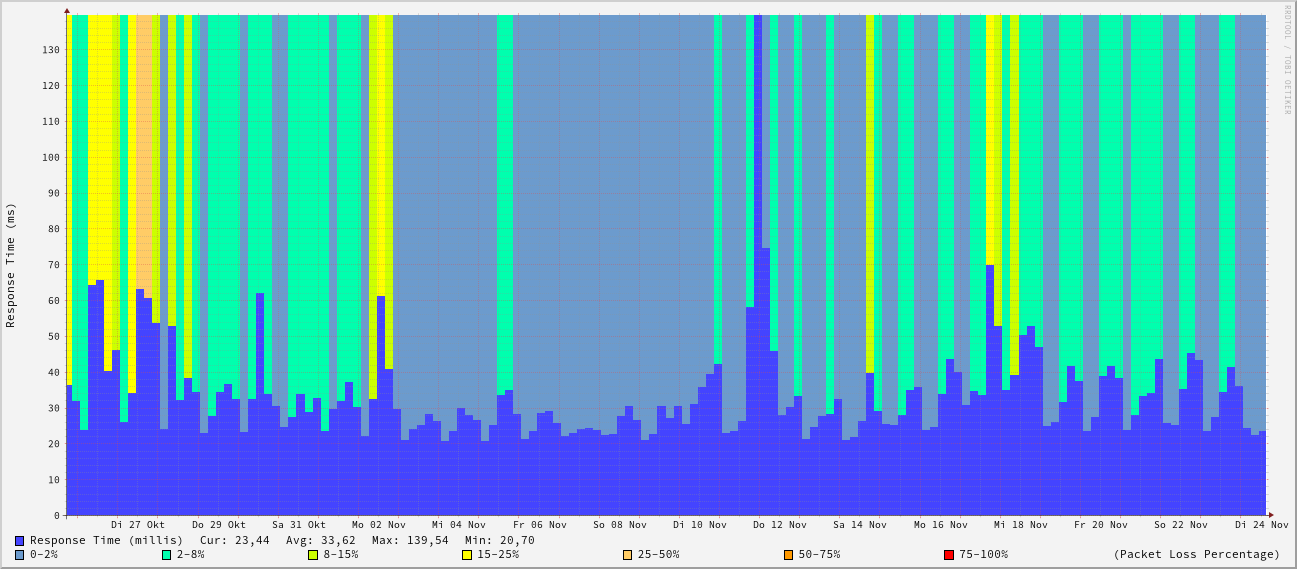 RRDTOOL / TOBI OETIKER
Response Time (ms)
130
120
110
100
90
80
70
60
50
40
30
20
10
0
Di 27 Okt Do 29 Okt Sa 31 Okt Mo 02 Nov Mi 04 Nov Fr 06 Nov So 08 Nov Di 10 Nov Do 12 Nov Sa 14 Nov Mo 16 Nov Mi 18 Nov Fr 20 Nov So 22 Nov Di 24 Nov
Response Time (millis) Cur: 23,44 Avg: 33,62 Max: 139,54 Min: 20,70
0-2% 2-8% 8-15% 15-25% 25-50% 50-75% 75-100% (Packet Loss Percentage)